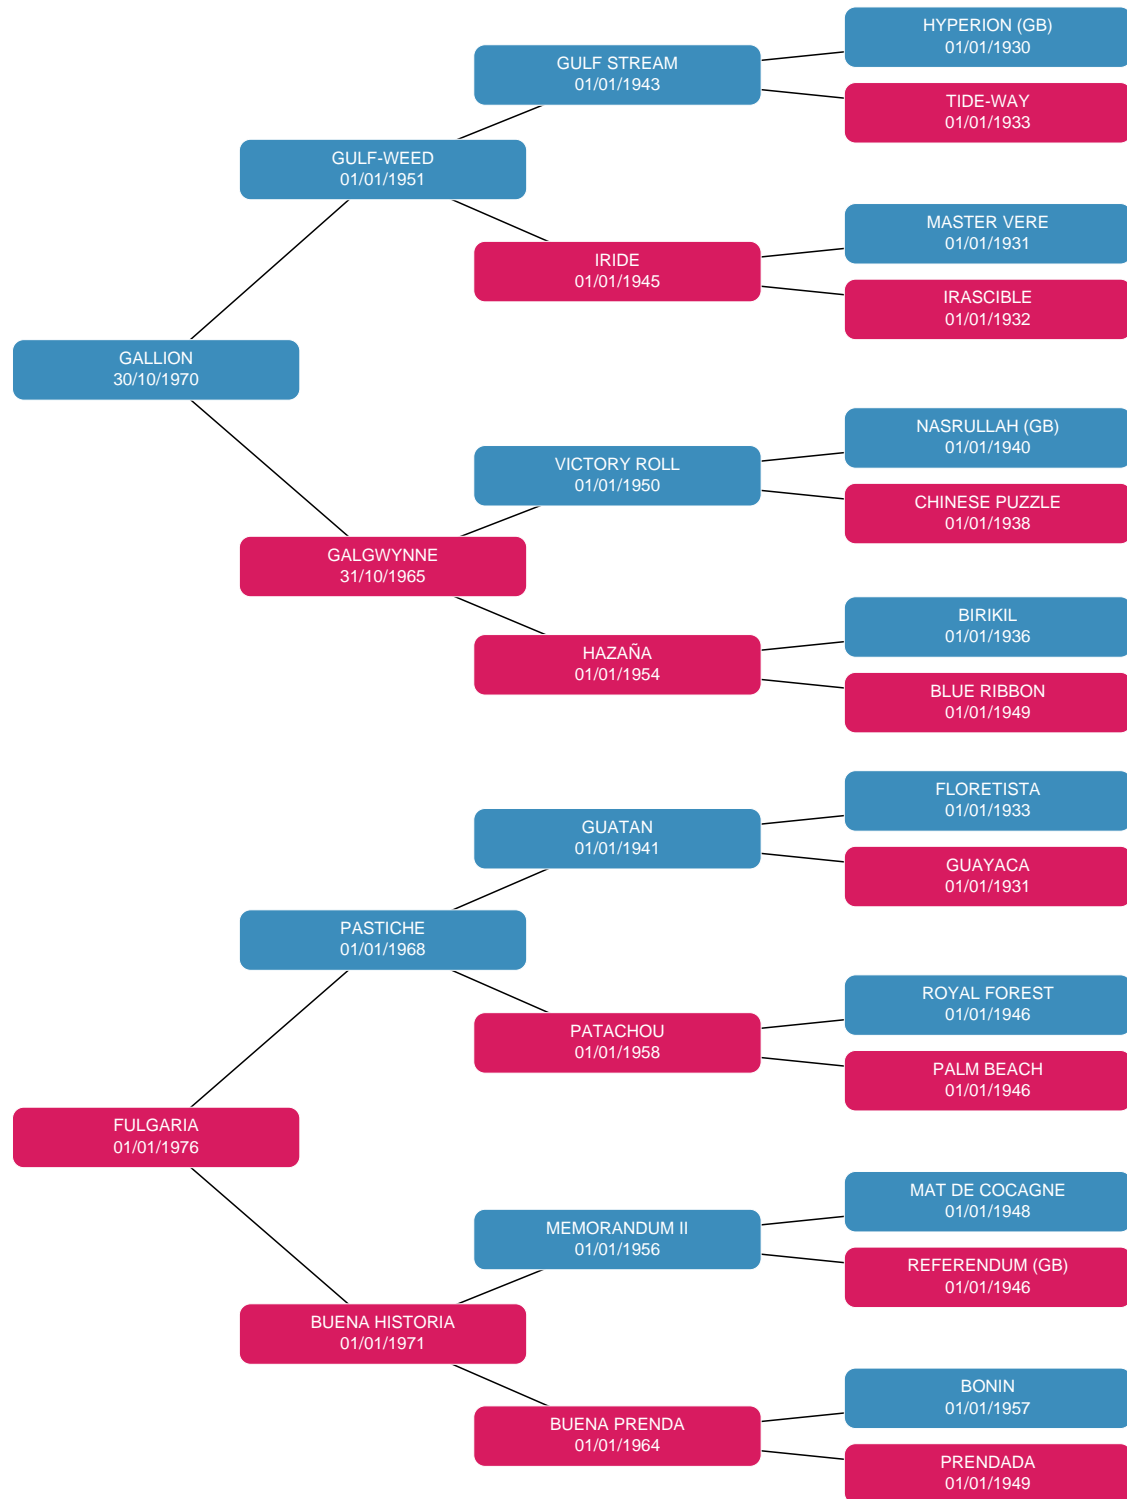 HYPERION (GB)
01/01/1930
GULF STREAM
01/01/1943
TIDE-WAY
01/01/1933
GULF-WEED
01/01/1951
MASTER VERE
01/01/1931
IRIDE
01/01/1945
IRASCIBLE
01/01/1932
GALLION
30/10/1970
NASRULLAH (GB)
01/01/1940
VICTORY ROLL
01/01/1950
CHINESE PUZZLE
01/01/1938
GALGWYNNE
31/10/1965
BIRIKIL
01/01/1936
HAZAÑA
01/01/1954
BLUE RIBBON
01/01/1949
FLORETISTA
01/01/1933
GUATAN
01/01/1941
GUAYACA
01/01/1931
PASTICHE
01/01/1968
ROYAL FOREST
01/01/1946
PATACHOU
01/01/1958
PALM BEACH
01/01/1946
FULGARIA
01/01/1976
MAT DE COCAGNE
01/01/1948
MEMORANDUM II
01/01/1956
REFERENDUM (GB)
01/01/1946
BUENA HISTORIA
01/01/1971
BONIN
01/01/1957
BUENA PRENDA
01/01/1964
PRENDADA
01/01/1949